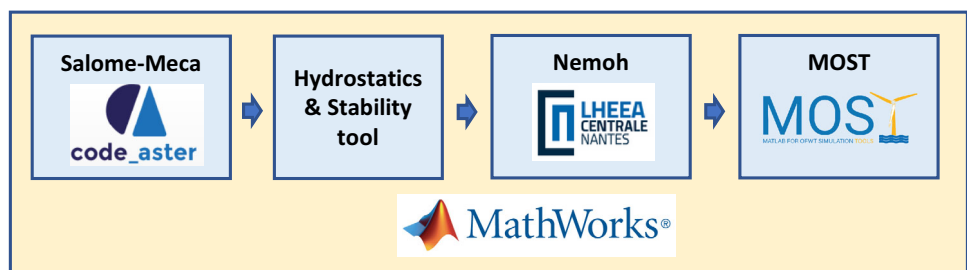 Salome-Meca
code_aster
Hydrostatics
& Stability
tool
Nemoh
LHEEA
CENTRALE
NANTES
MOST
MOST
MATLAB FOR OFWT SIMULATION TOOLS
MathWorks®